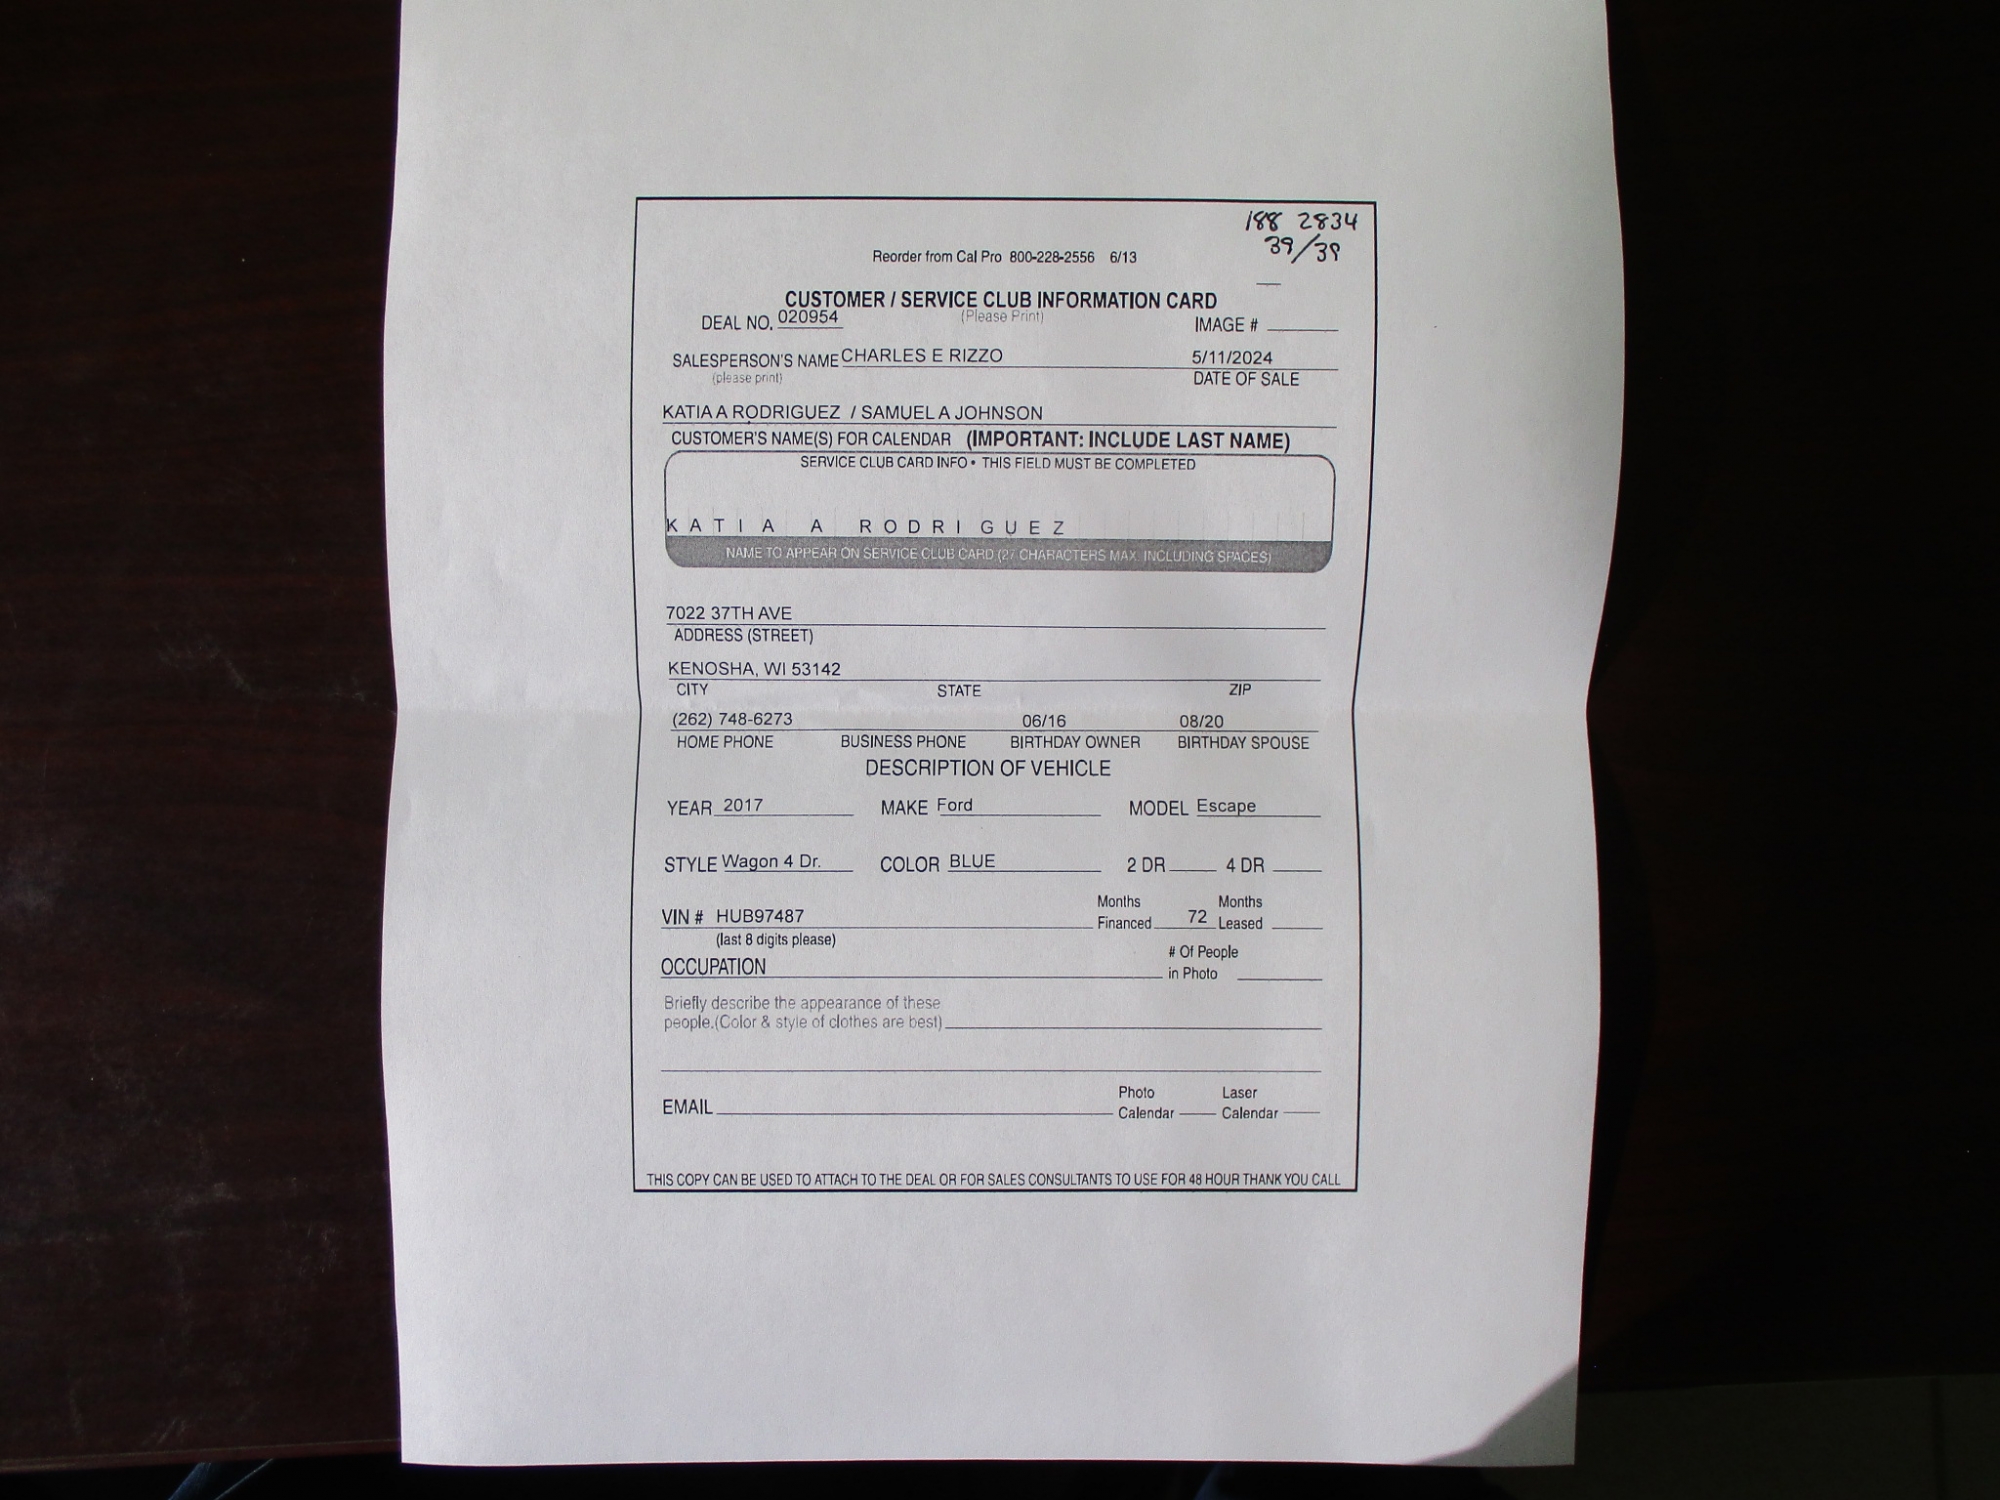 188 2834
39/39
Reorder from Cal Pro 800-228-2556 6/13
CUSTOMER / SERVICE CLUB INFORMATION CARD
DEAL NO. 020954 (Please Print) IMAGE #
SALESPERSON'S NAME CHARLES E RIZZO 5/11/2024
(please print) DATE OF SALE
KATIA A RODRIGUEZ / SAMUEL A JOHNSON
CUSTOMER'S NAME(S) FOR CALENDAR (IMPORTANT: INCLUDE LAST NAME)
SERVICE CLUB CARD INFO • THIS FIELD MUST BE COMPLETED
K A T I A A R O D R I G U E Z
NAME TO APPEAR ON SERVICE CLUB CARD (27 CHARACTERS MAX. INCLUDING SPACES)
7022 37TH AVE
ADDRESS (STREET)
KENOSHA, WI 53142
CITY STATE ZIP
(262) 748-6273 06/16 08/20
HOME PHONE BUSINESS PHONE BIRTHDAY OWNER BIRTHDAY SPOUSE
DESCRIPTION OF VEHICLE
YEAR 2017 MAKE Ford MODEL Escape
STYLE Wagon 4 Dr. COLOR BLUE 2 DR 4 DR
Months Months
VIN # HUB97487 Financed 72 Leased
(last 8 digits please)
# Of People
OCCUPATION in Photo
Briefly describe the appearance of these
people.(Color & style of clothes are best)
Photo Laser
EMAIL Calendar Calendar
THIS COPY CAN BE USED TO ATTACH TO THE DEAL OR FOR SALES CONSULTANTS TO USE FOR 48 HOUR THANK YOU CALL